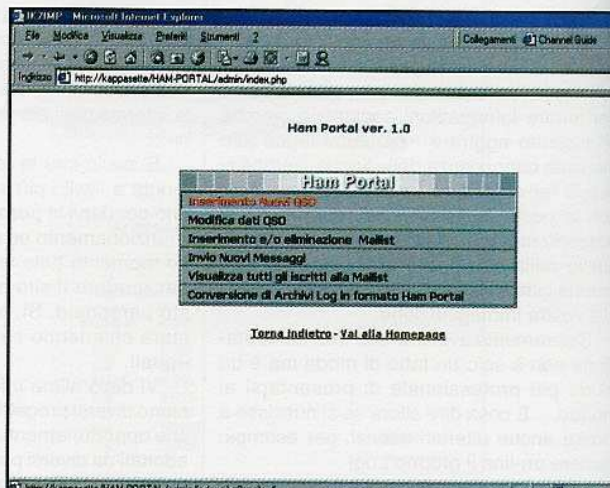 IK7IMP - Microsoft Internet Explorer
File Modifica Visualizza Preferiti Strumenti ?
Collegamenti Channel Guide
Indirizzo http://kappasette/HAM-PORTAL/admin/index.php
Ham Portal ver. 1.0
Ham Portal
Inserimento Nuovi QSO
Modifica dati QSO
Inserimento e/o eliminazione Mailist
Invio Nuovi Messaggi
Visualizza tutti gli iscritti alla Mailist
Conversione di Archivi Log in formato Ham Portal
Torna indietro - Vai alla Homepage